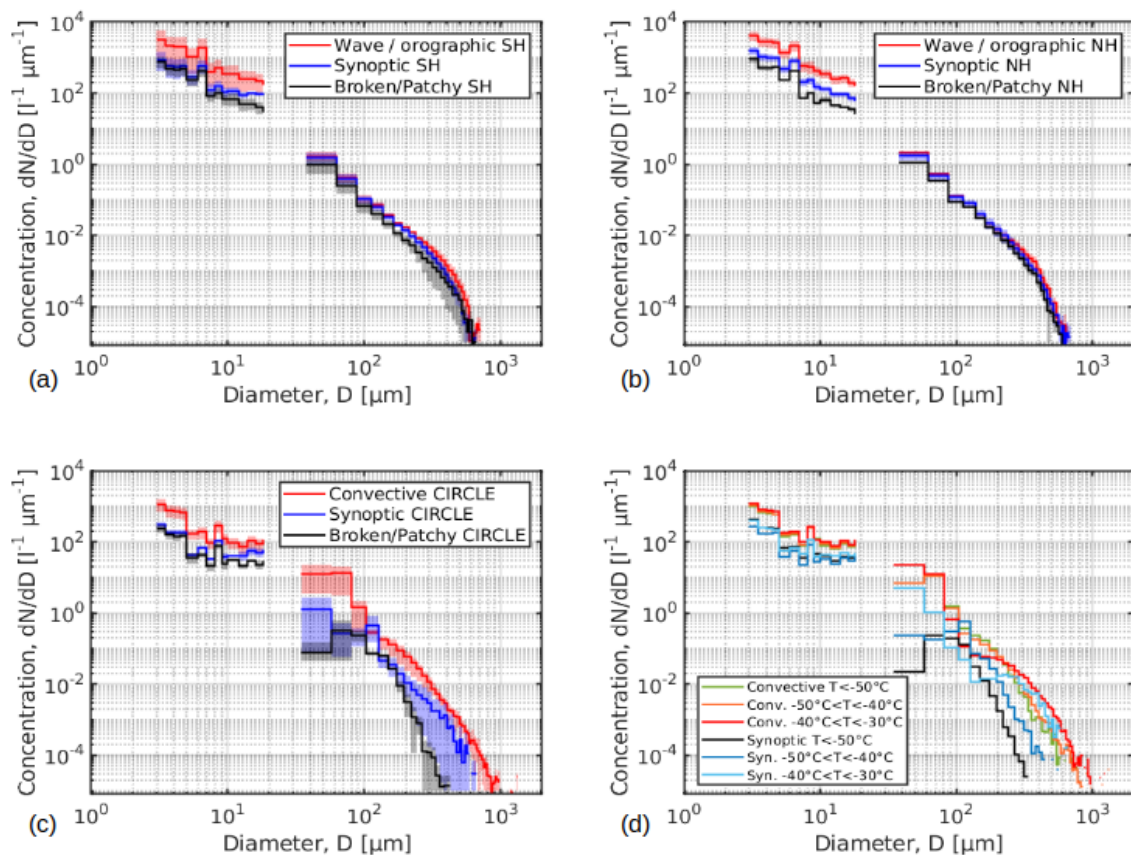 10⁴
10²
10⁰
10⁻²
10⁻⁴
Concentration, dN/dD [l⁻¹ µm⁻¹]
Wave / orographic SH
Synoptic SH
Broken/Patchy SH
10⁰ 10¹ 10² 10³
(a)
Diameter, D [µm]
10⁴
10²
10⁰
10⁻²
10⁻⁴
Concentration, dN/dD [l⁻¹ µm⁻¹]
Wave / orographic NH
Synoptic NH
Broken/Patchy NH
10⁰ 10¹ 10² 10³
(b)
Diameter, D [µm]
10⁴
10²
10⁰
10⁻²
10⁻⁴
Concentration, dN/dD [l⁻¹ µm⁻¹]
Convective CIRCLE
Synoptic CIRCLE
Broken/Patchy CIRCLE
10⁰ 10¹ 10² 10³
(c)
Diameter, D [µm]
10⁴
10²
10⁰
10⁻²
10⁻⁴
Concentration, dN/dD [l⁻¹ µm⁻¹]
Convective T<-50°C
Conv. -50°C<T<-40°C
Conv. -40°C<T<-30°C
Synoptic T<-50°C
Syn. -50°C<T<-40°C
Syn. -40°C<T<-30°C
10⁰ 10¹ 10² 10³
(d)
Diameter, D [µm]